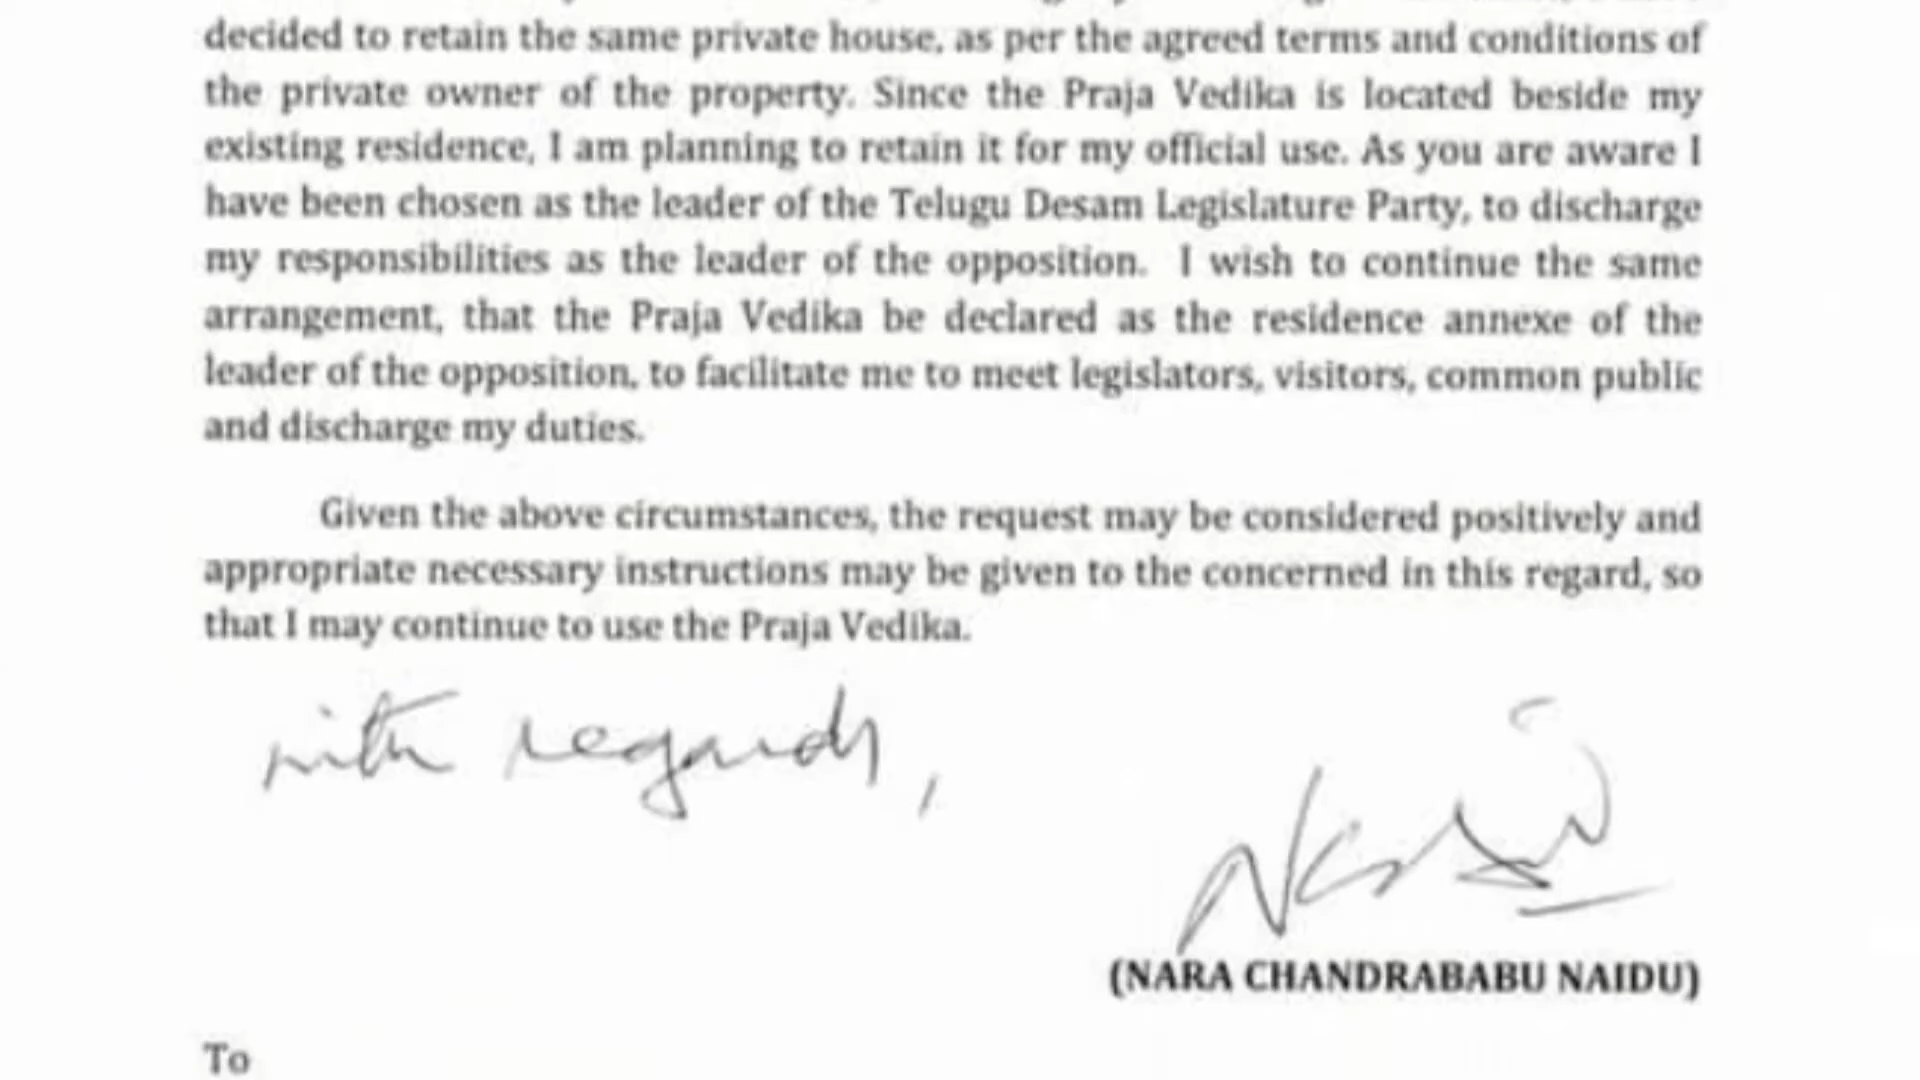 decided to retain the same private house, as per the agreed terms and conditions of
the private owner of the property. Since the Praja Vedika is located beside my
existing residence, I am planning to retain it for my official use. As you are aware I
have been chosen as the leader of the Telugu Desam Legislature Party, to discharge
my responsibilities as the leader of the opposition. I wish to continue the same
arrangement, that the Praja Vedika be declared as the residence annexe of the
leader of the opposition, to facilitate me to meet legislators, visitors, common public
and discharge my duties.
Given the above circumstances, the request may be considered positively and
appropriate necessary instructions may be given to the concerned in this regard, so
that I may continue to use the Praja Vedika.
with regards,
(NARA CHANDRABABU NAIDU)
To